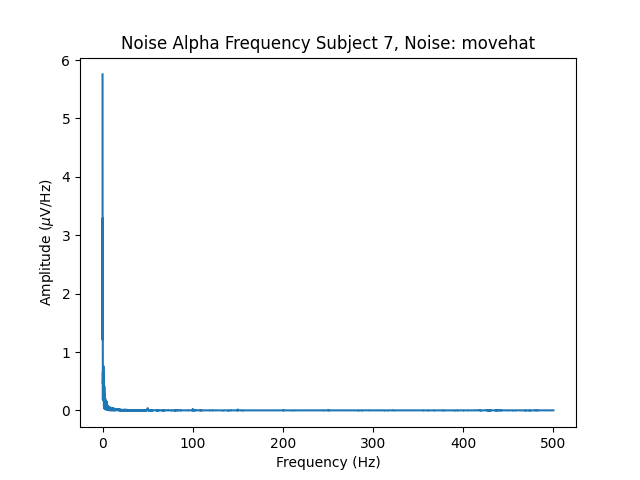 Noise Alpha Frequency Subject 7, Noise: movehat
6
5
4
3
2
1
0
Amplitude (μV/Hz)
0 100 200 300 400 500
Frequency (Hz)